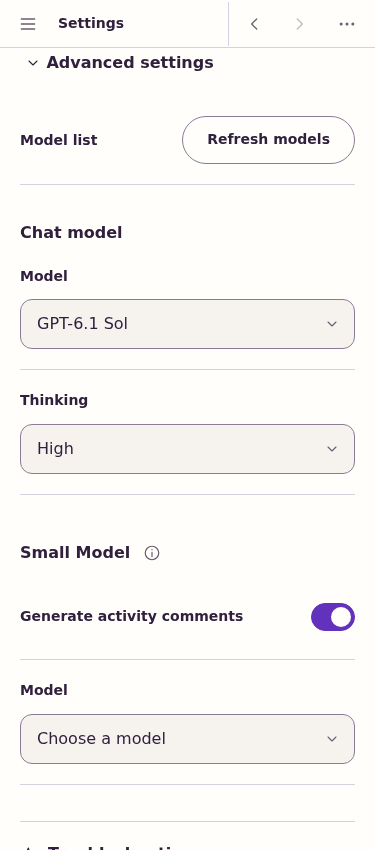 Settings
Advanced settings
Model list
Refresh models
Chat model
Model
GPT-6.1 Sol
Thinking
High
Small Model
Generate activity comments
Model
Choose a model